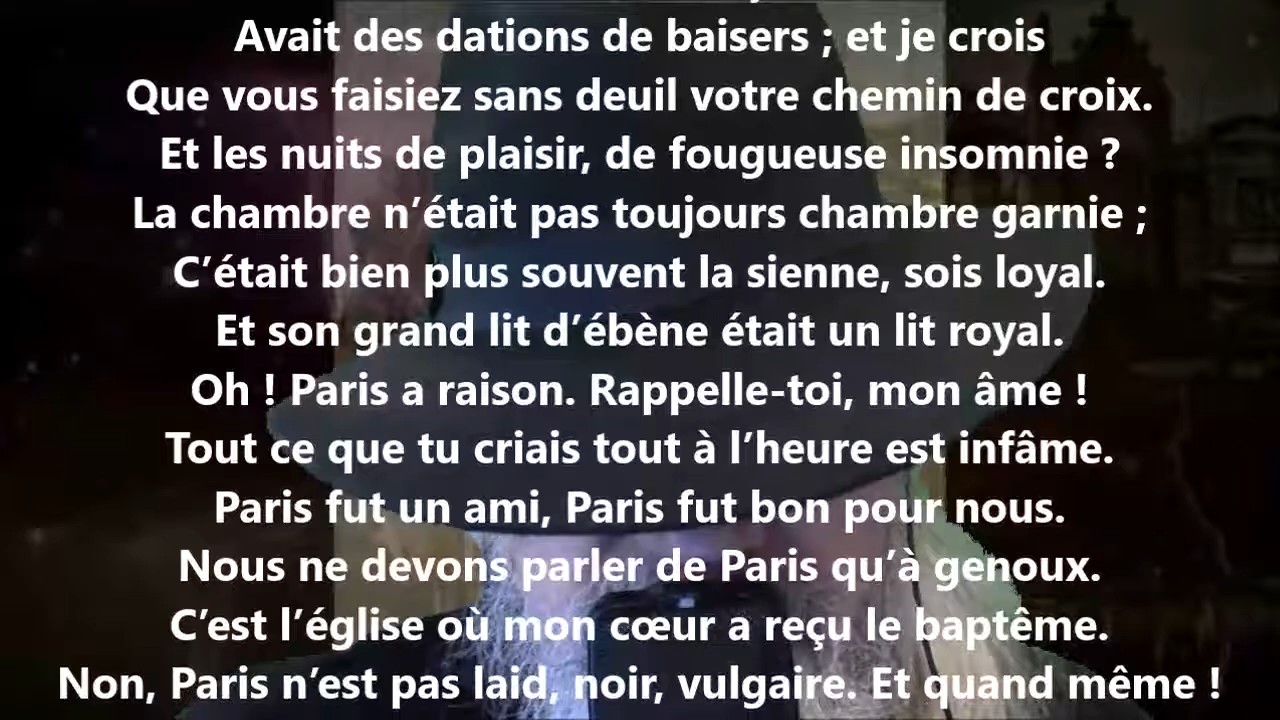 Avait des dations de baisers ; et je crois
Que vous faisiez sans deuil votre chemin de croix.
Et les nuits de plaisir, de fougueuse insomnie ?
La chambre n’était pas toujours chambre garnie ;
C’était bien plus souvent la sienne, sois loyal.
Et son grand lit d’ébène était un lit royal.
Oh ! Paris a raison. Rappelle-toi, mon âme !
Tout ce que tu criais tout à l’heure est infâme.
Paris fut un ami, Paris fut bon pour nous.
Nous ne devons parler de Paris qu’à genoux.
C’est l’église où mon cœur a reçu le baptême.
Non, Paris n’est pas laid, noir, vulgaire. Et quand même !